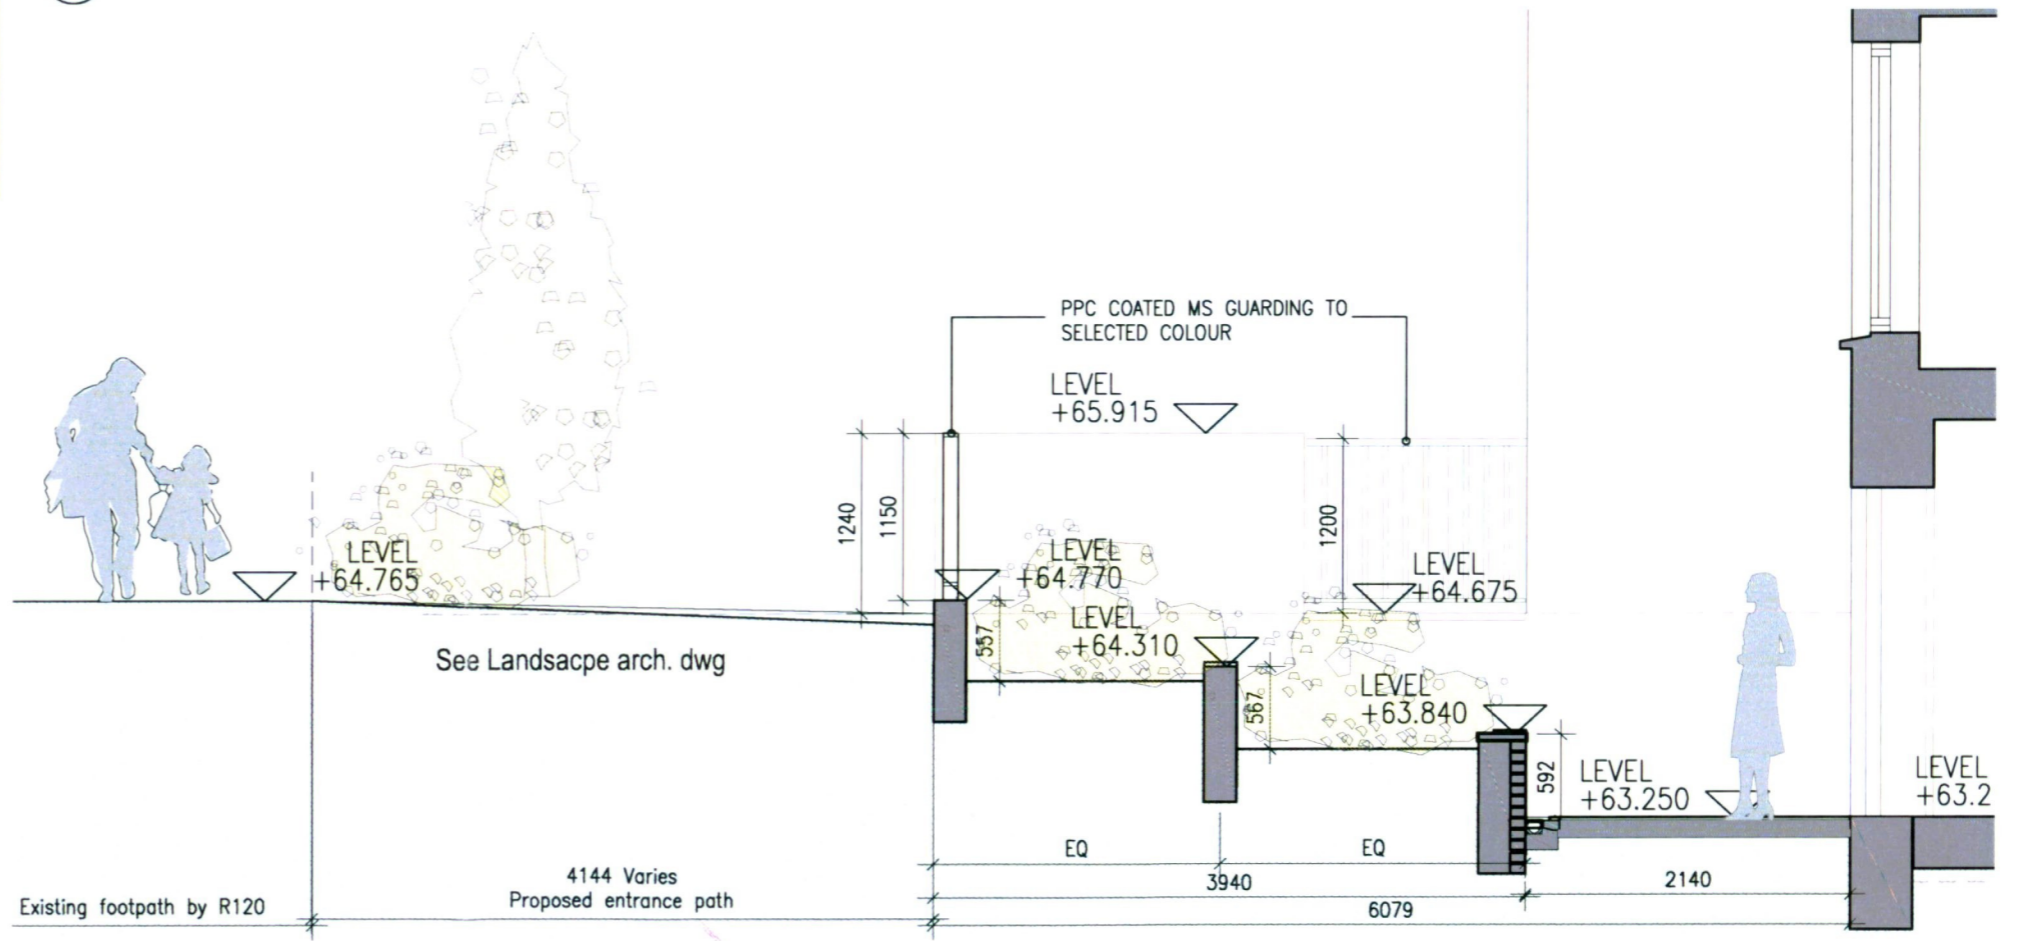 PPC COATED MS GUARDING TO
SELECTED COLOUR
LEVEL
+65.915
1240
1150
1200
LEVEL
+64.765
LEVEL
+64.770
LEVEL
+64.675
LEVEL
+64.310
557
567
LEVEL
+63.840
592
LEVEL
+63.250
LEVEL
+63.2
See Landsacpe arch. dwg
EQ
EQ
4144 Varies
Proposed entrance path
3940
2140
Existing footpath by R120
6079